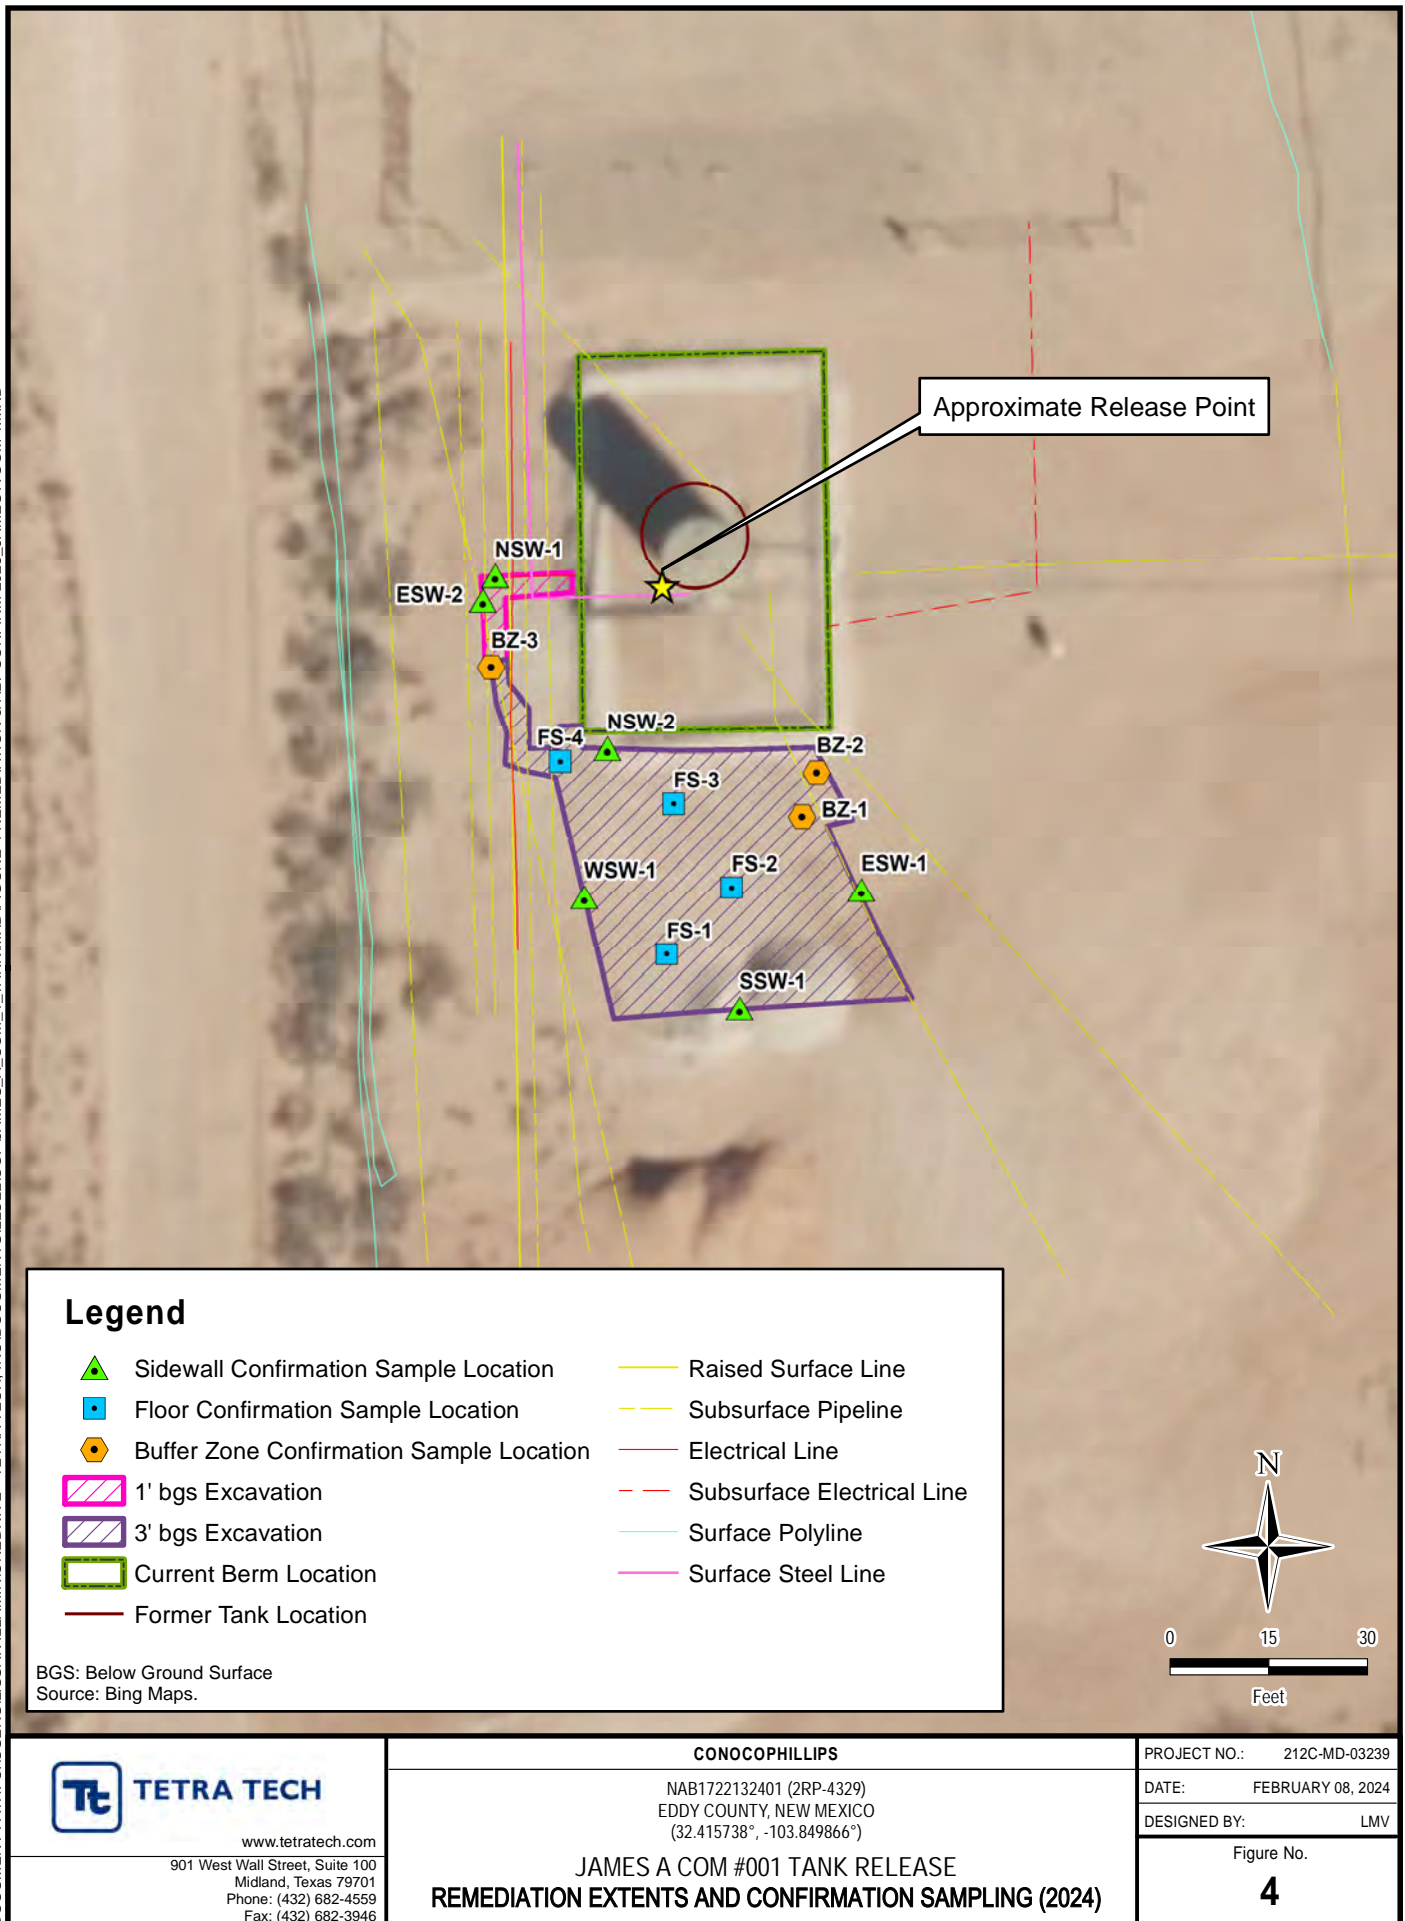 Approximate Release Point
NSW-1
ESW-2
BZ-3
NSW-2
FS-4
BZ-2
FS-3
BZ-1
FS-2
ESW-1
WSW-1
FS-1
SSW-1
Legend
Sidewall Confirmation Sample Location
Floor Confirmation Sample Location
Buffer Zone Confirmation Sample Location
1' bgs Excavation
3' bgs Excavation
Current Berm Location
Former Tank Location
Raised Surface Line
Subsurface Pipeline
Electrical Line
Subsurface Electrical Line
Surface Polyline
Surface Steel Line
BGS: Below Ground Surface
Source: Bing Maps.
N
0 15 30
Feet
Tt TETRA TECH
www.tetratech.com
901 West Wall Street, Suite 100
Midland, Texas 79701
Phone: (432) 682-4559
Fax: (432) 682-3946
CONOCOPHILLIPS
NAB1722132401 (2RP-4329)
EDDY COUNTY, NEW MEXICO
(32.415738°, -103.849866°)
JAMES A COM #001 TANK RELEASE
REMEDIATION EXTENTS AND CONFIRMATION SAMPLING (2024)
PROJECT NO.: 212C-MD-03239
DATE: FEBRUARY 08, 2024
DESIGNED BY: LMV
Figure No.
4